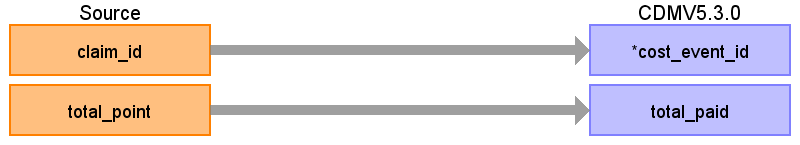 Source CDMV5.3.0
claim_id *cost_event_id
total_point total_paid